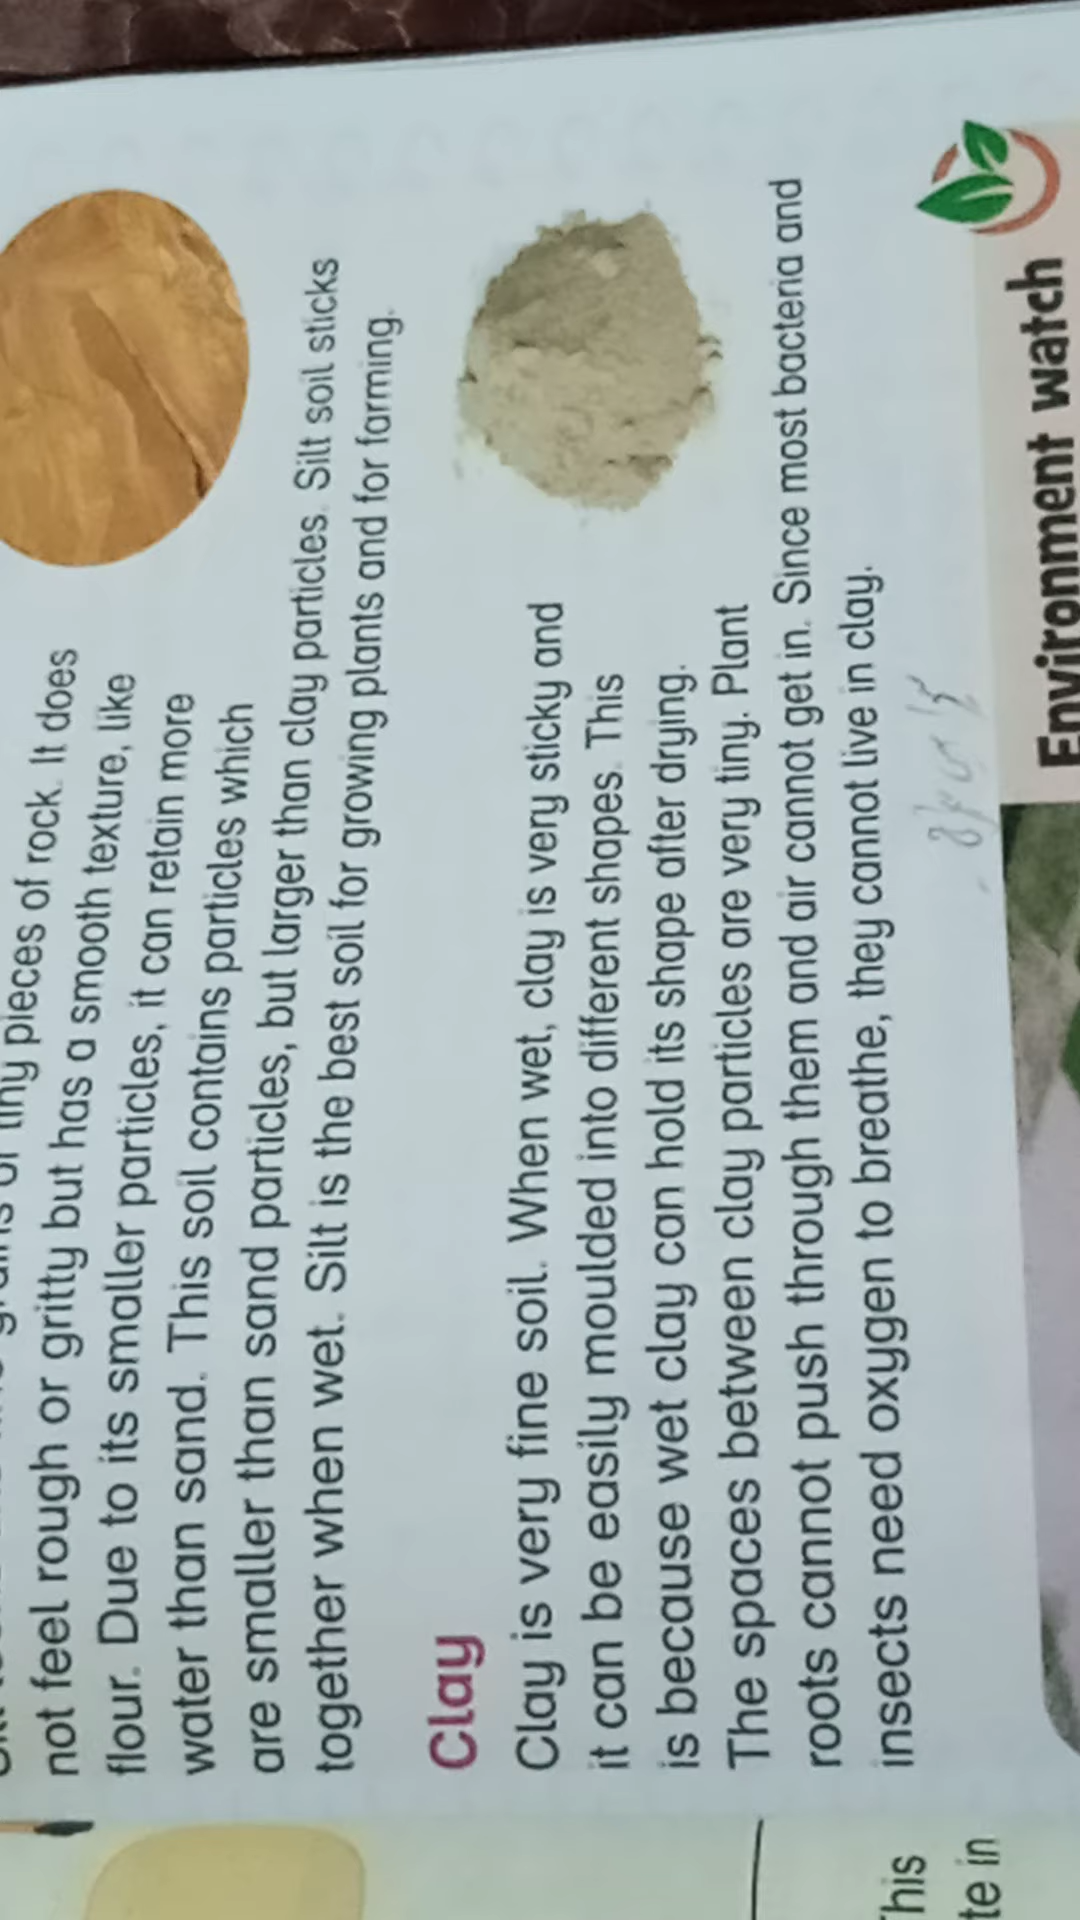 tiny pieces of rock. It does
not feel rough or gritty but has a smooth texture, like
flour. Due to its smaller particles, it can retain more
water than sand. This soil contains particles which
are smaller than sand particles, but larger than clay particles. Silt soil sticks
together when wet. Silt is the best soil for growing plants and for farming.
Clay
Clay is very fine soil. When wet, clay is very sticky and
it can be easily moulded into different shapes. This
is because wet clay can hold its shape after drying.
The spaces between clay particles are very tiny. Plant
roots cannot push through them and air cannot get in. Since most bacteria and
insects need oxygen to breathe, they cannot live in clay.
Environment watch
This
te in